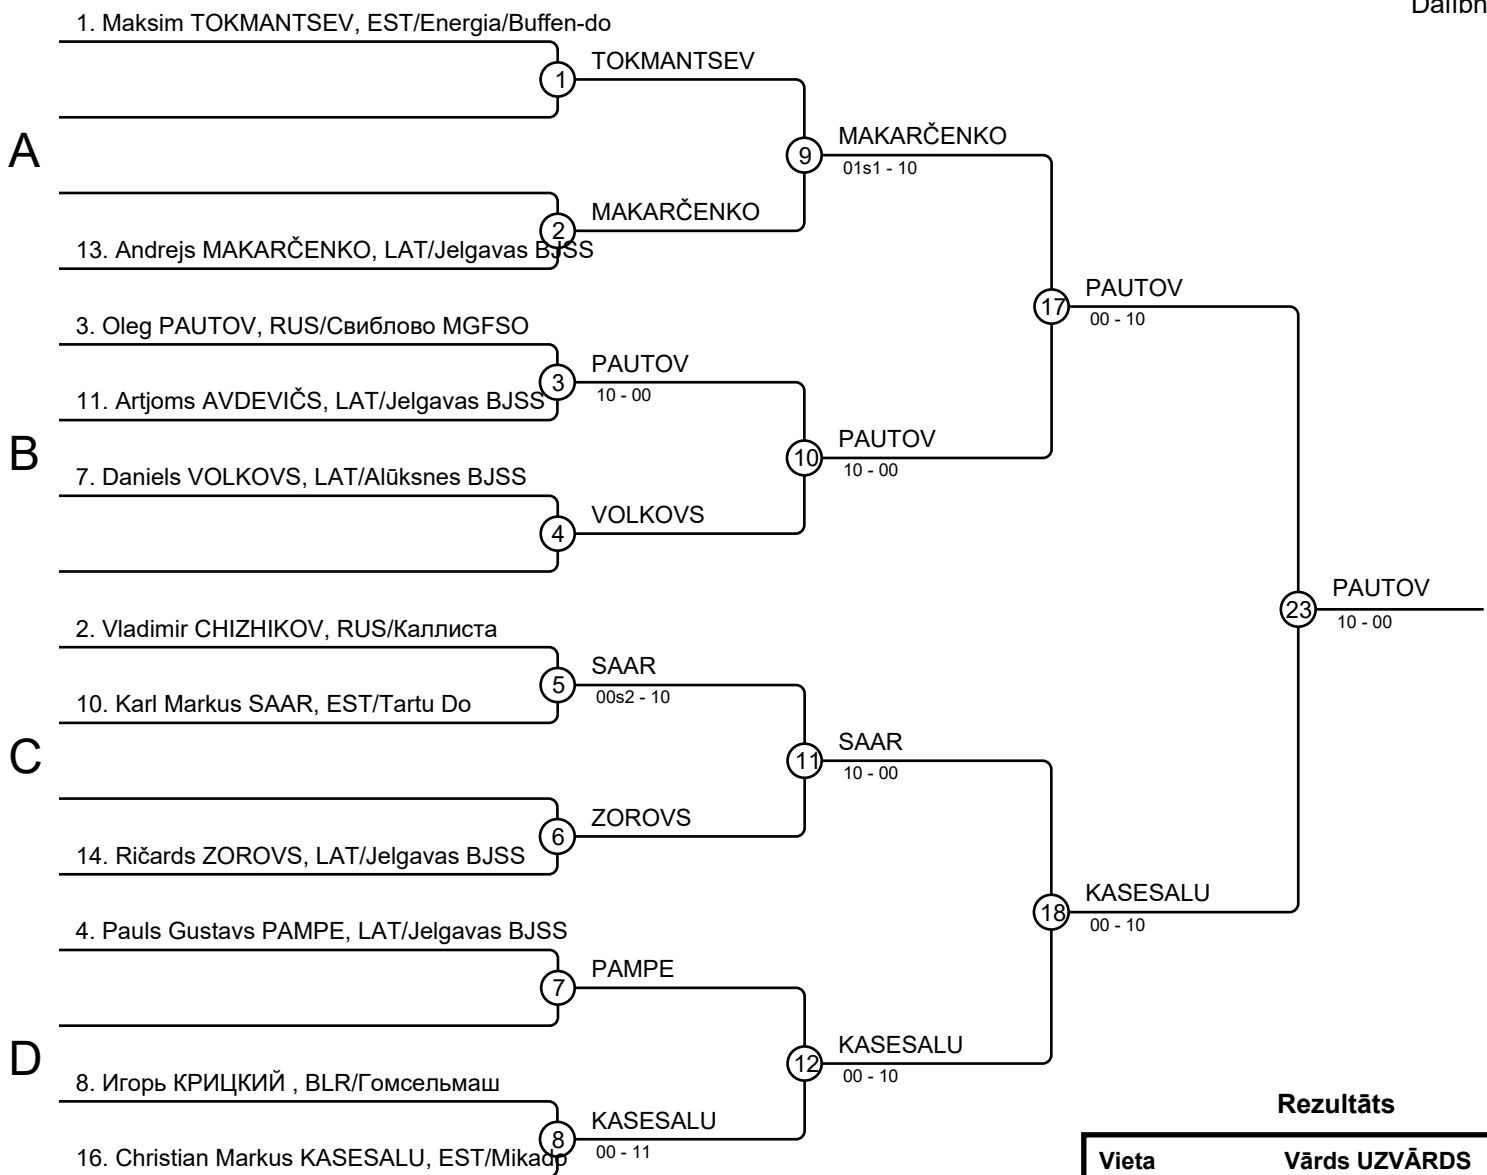 Dalībn
1. Maksim TOKMANTSEV, EST/Energia/Buffen-do
1
TOKMANTSEV
A
9
MAKARČENKO
01s1 - 10
2
MAKARČENKO
13. Andrejs MAKARČENKO, LAT/Jelgavas BJSS
17
PAUTOV
00 - 10
3. Oleg PAUTOV, RUS/Свиблово MGFSO
3
PAUTOV
10 - 00
11. Artjoms AVDEVIČS, LAT/Jelgavas BJSS
B
10
PAUTOV
10 - 00
7. Daniels VOLKOVS, LAT/Alūksnes BJSS
4
VOLKOVS
23
PAUTOV
10 - 00
2. Vladimir CHIZHIKOV, RUS/Каллиста
5
SAAR
00s2 - 10
10. Karl Markus SAAR, EST/Tartu Do
C
11
SAAR
10 - 00
6
ZOROVS
14. Ričards ZOROVS, LAT/Jelgavas BJSS
18
KASESALU
00 - 10
4. Pauls Gustavs PAMPE, LAT/Jelgavas BJSS
7
PAMPE
D
12
KASESALU
00 - 10
8. Игорь КРИЦКИЙ , BLR/Гомсельмаш
8
KASESALU
00 - 11
16. Christian Markus KASESALU, EST/Mikado
Rezultāts
Vieta Vārds UZVĀRDS